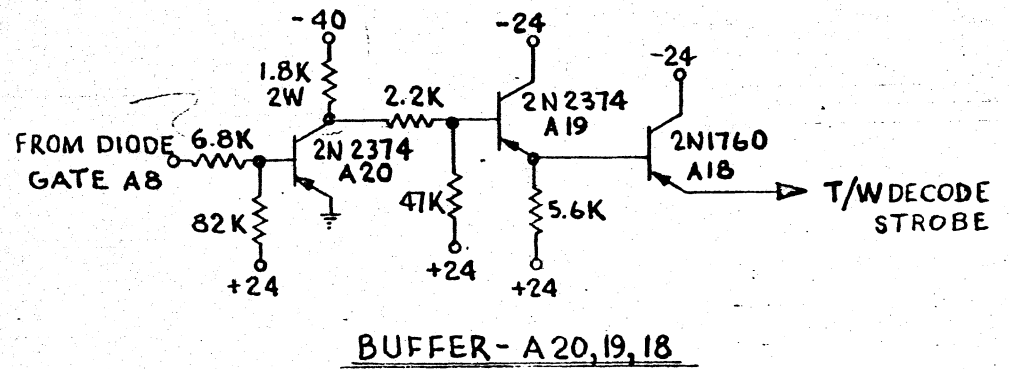 -40
-24
-24
1.8K
2W
2.2K
2N2374
A19
2N1760
A18
FROM DIODE
GATE A8
6.8K
2N2374
A20
82K
+24
47K
+24
5.6K
+24
T/W DECODE
STROBE
BUFFER - A20,19,18